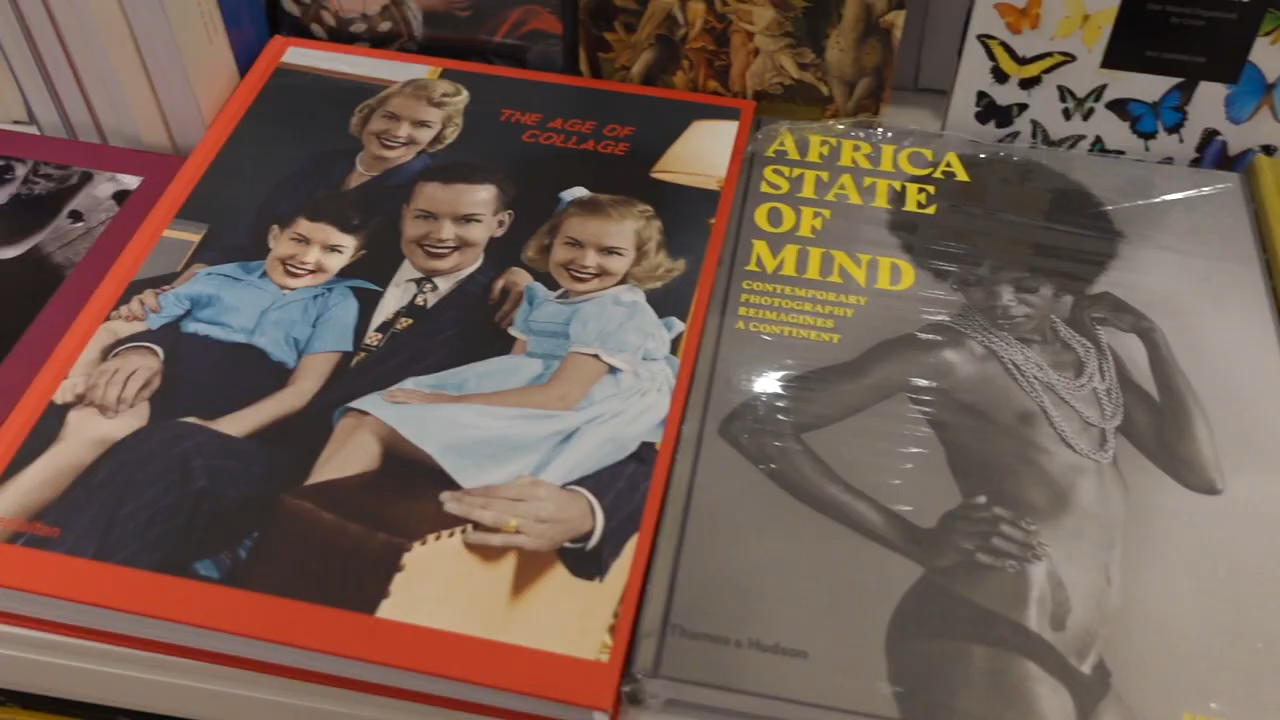 THE AGE OF
COLLAGE
AFRICA
STATE
OF
MIND
CONTEMPORARY
PHOTOGRAPHY
REIMAGINES
A CONTINENT
Thames & Hudson